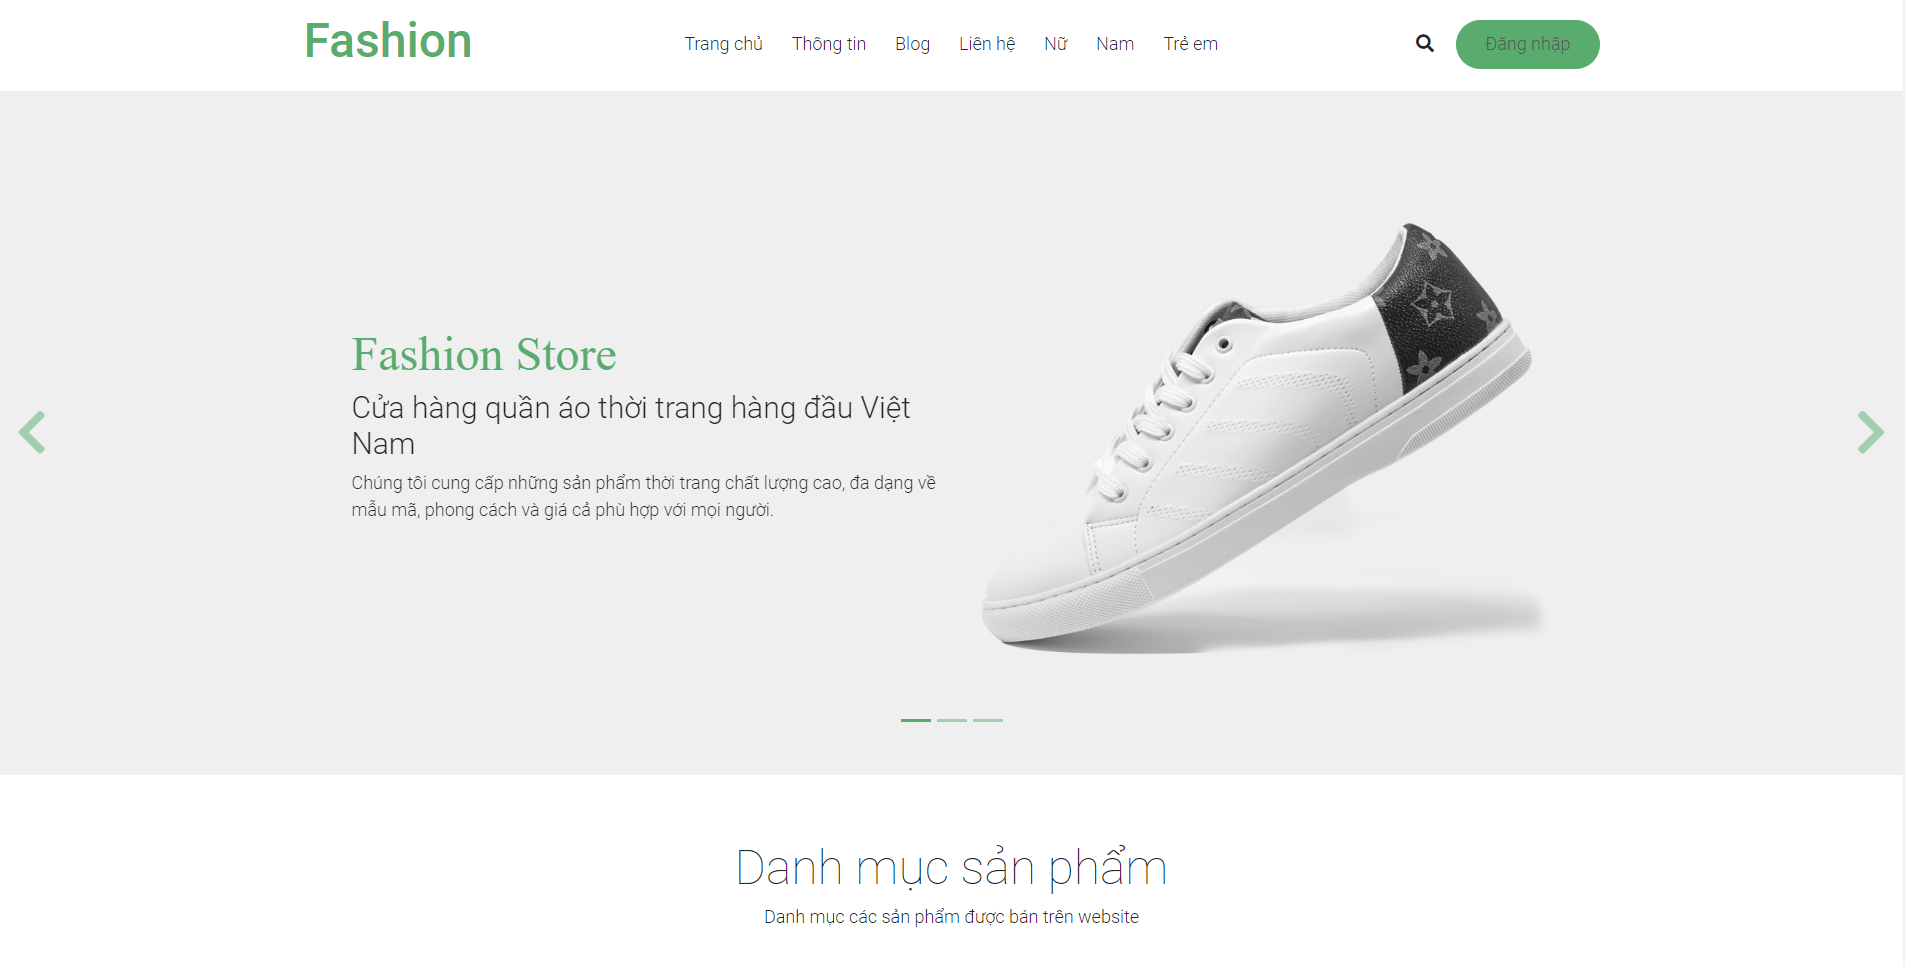 Fashion
Trang chủ
Thông tin
Blog
Liên hệ
Nữ
Nam
Trẻ em
Đăng nhập
Fashion Store
Cửa hàng quần áo thời trang hàng đầu Việt
Nam
Chúng tôi cung cấp những sản phẩm thời trang chất lượng cao, đa dạng về
mẫu mã, phong cách và giá cả phù hợp với mọi người.
Danh mục sản phẩm
Danh mục các sản phẩm được bán trên website